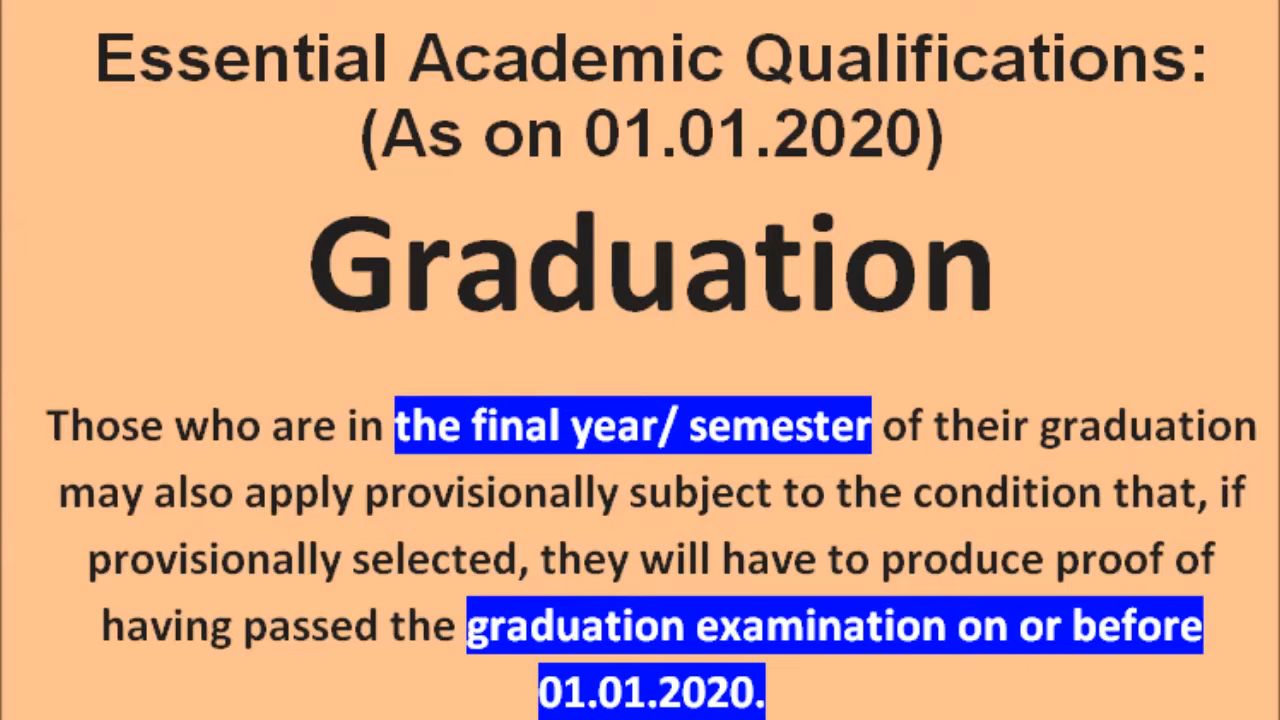 Essential Academic Qualifications:
(As on 01.01.2020)
Graduation
Those who are in the final year/ semester of their graduation
may also apply provisionally subject to the condition that, if
provisionally selected, they will have to produce proof of
having passed the graduation examination on or before
01.01.2020.